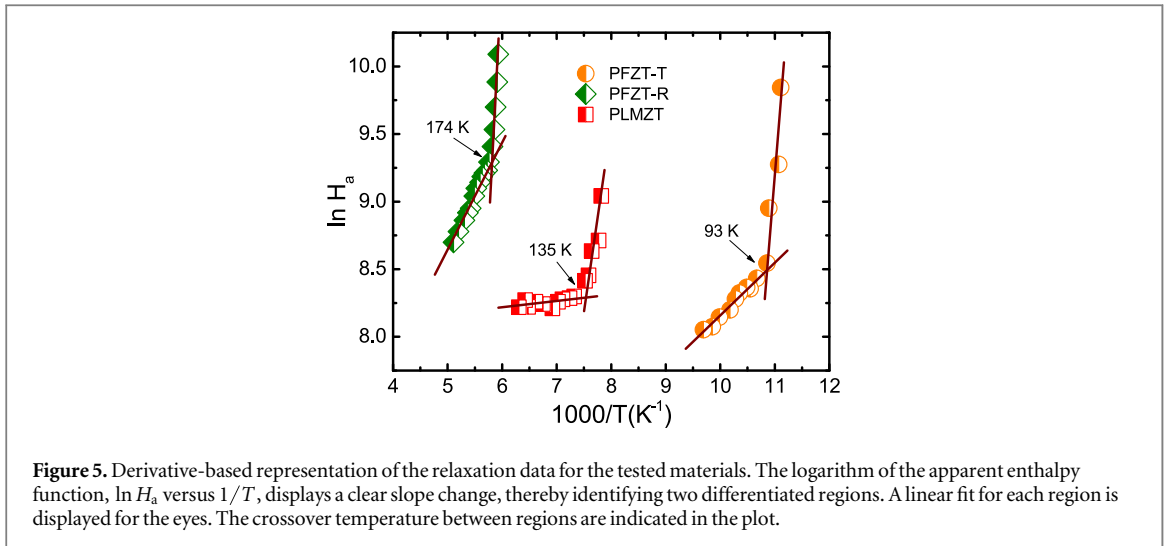 10.0
9.5
9.0
8.5
8.0
ln Hₐ
174 K
PFZT-T
PFZT-R
PLMZT
135 K
93 K
4 5 6 7 8 9 10 11 12
1000/T(K⁻¹)
Figure 5. Derivative-based representation of the relaxation data for the tested materials. The logarithm of the apparent enthalpy
function, ln Hₐ versus 1/T, displays a clear slope change, thereby identifying two differentiated regions. A linear fit for each region is
displayed for the eyes. The crossover temperature between regions are indicated in the plot.